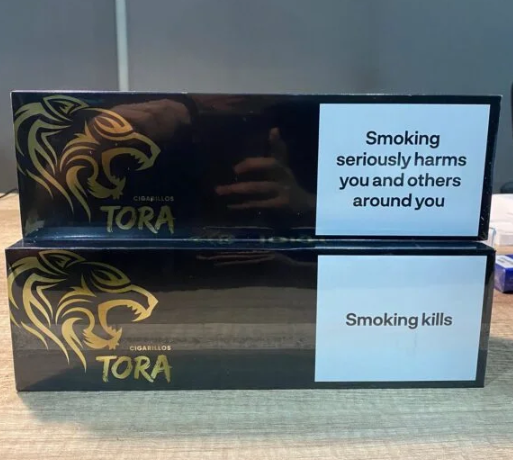 CIGARILLOS
TORA
Smoking
seriously harms
you and others
around you
CIGARILLOS
TORA
Smoking kills